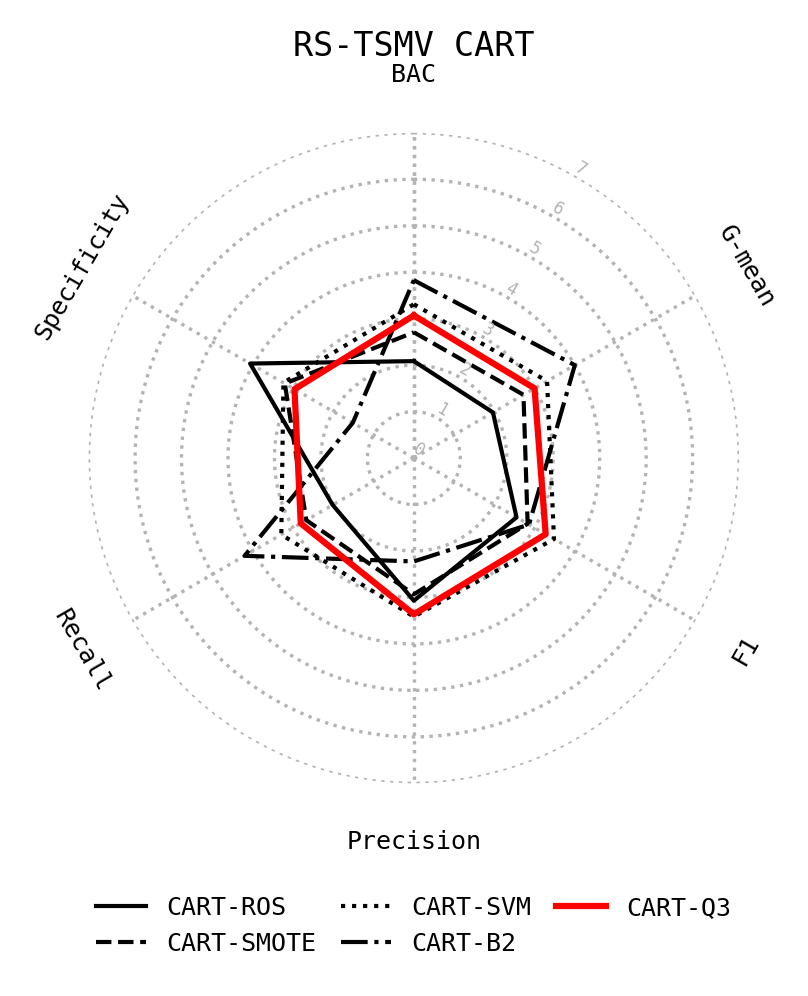 RS-TSMV CART
BAC
G-mean
Specificity
7
6
5
4
3
2
1
0
F1
Recall
Precision
CART-ROS
CART-SMOTE
CART-SVM
CART-B2
CART-Q3